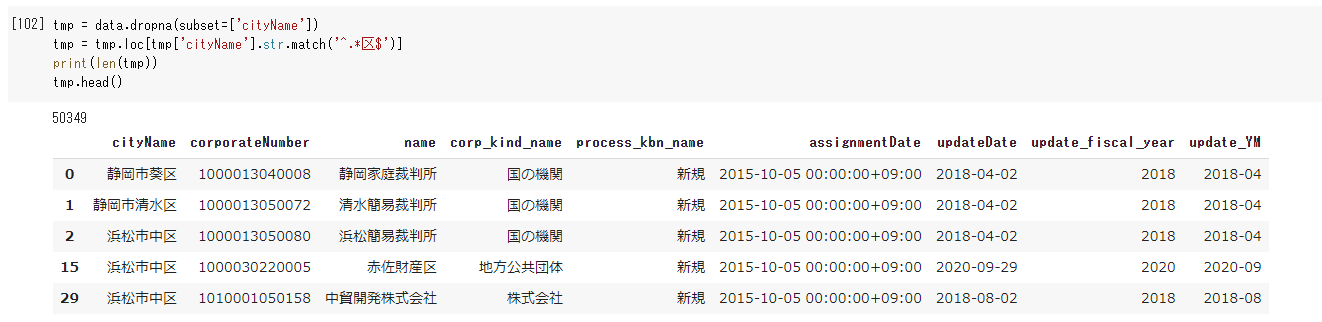 [102] tmp = data.dropna(subset=['cityName'])
tmp = tmp.loc[tmp['cityName'].str.match('^.*区$')]
print(len(tmp))
tmp.head()
50349
cityName corporateNumber name corp_kind_name process_kbn_name assignmentDate updateDate update_fiscal_year update_YM
0 静岡市葵区 1000013040008 静岡家庭裁判所 国の機関 新規 2015-10-05 00:00:00+09:00 2018-04-02 2018 2018-04
1 静岡市清水区 1000013050072 清水簡易裁判所 国の機関 新規 2015-10-05 00:00:00+09:00 2018-04-02 2018 2018-04
2 浜松市中区 1000013050080 浜松簡易裁判所 国の機関 新規 2015-10-05 00:00:00+09:00 2018-04-02 2018 2018-04
15 浜松市中区 1000030220005 赤佐財産区 地方公共団体 新規 2015-10-05 00:00:00+09:00 2020-09-29 2020 2020-09
29 浜松市中区 1010001050158 中貿開発株式会社 株式会社 新規 2015-10-05 00:00:00+09:00 2018-08-02 2018 2018-08